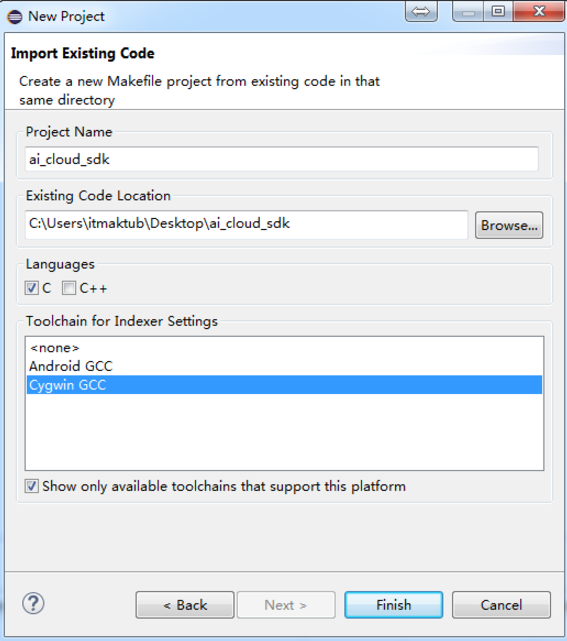 New Project
Import Existing Code
Create a new Makefile project from existing code in that
same directory
Project Name
ai_cloud_sdk
Existing Code Location
C:\Users\itmaktub\Desktop\ai_cloud_sdk
Browse...
Languages
C C++
Toolchain for Indexer Settings
<none>
Android GCC
Cygwin GCC
Show only available toolchains that support this platform
? < Back Next > Finish Cancel